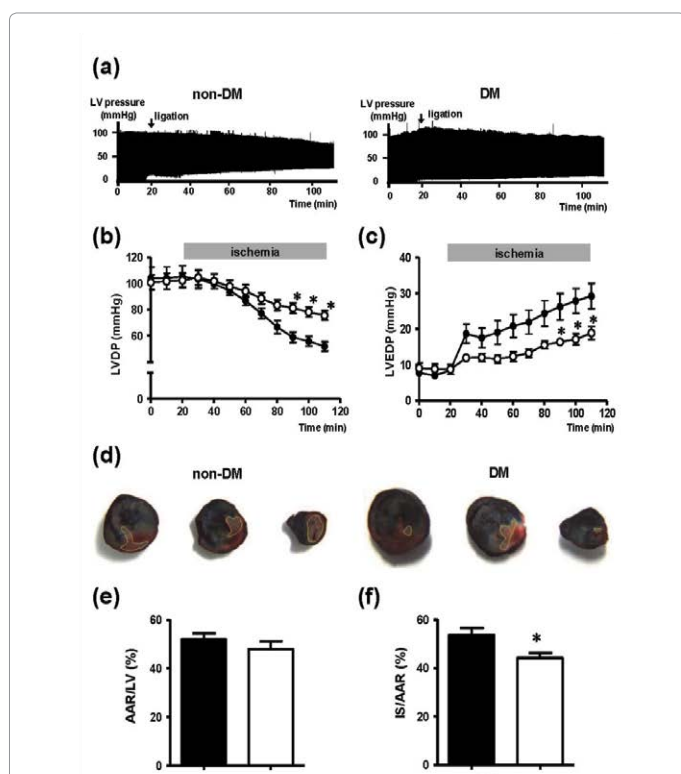 (a)
non-DM
DM
LV pressure
(mmHg)
ligation
100
50
0
0 20 40 60 80 100
Time (min)
LV pressure
(mmHg)
ligation
100
50
0
0 20 40 60 80 100
Time (min)
(b)
ischemia
120
100
80
60
0
LVDP (mmHg)
* * *
0 20 40 60 80 100 120
Time (min)
(c)
ischemia
40
30
20
10
0
LVEDP (mmHg)
* * *
0 20 40 60 80 100 120
Time (min)
(d)
non-DM
DM
(e)
60
40
20
0
AAR/LV (%)
(f)
60
40
20
0
IS/AAR (%)
*